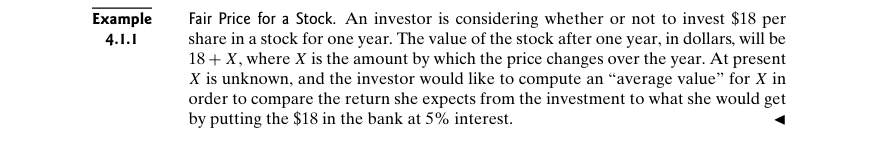 Example Fair Price for a Stock. An investor is considering whether or not to invest $18 per
4.1.1 share in a stock for one year. The value of the stock after one year, in dollars, will be
18 + X, where X is the amount by which the price changes over the year. At present
X is unknown, and the investor would like to compute an “average value” for X in
order to compare the return she expects from the investment to what she would get
by putting the $18 in the bank at 5% interest. ◄